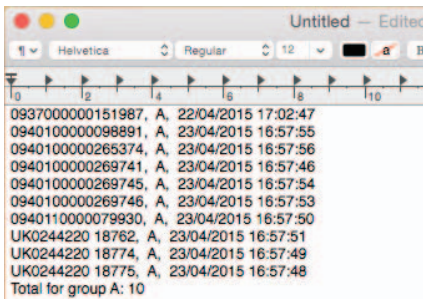 Untitled — Edited
¶ Helvetica Regular 12 a B
0 2 4 6 8 10
0937000000151987, A, 22/04/2015 17:02:47
0940100000098891, A, 23/04/2015 16:57:55
0940100000265374, A, 23/04/2015 16:57:56
0940100000269741, A, 23/04/2015 16:57:46
0940100000269745, A, 23/04/2015 16:57:54
0940100000269746, A, 23/04/2015 16:57:53
0940110000079930, A, 23/04/2015 16:57:50
UK0244220 18762, A, 23/04/2015 16:57:51
UK0244220 18774, A, 23/04/2015 16:57:49
UK0244220 18775, A, 23/04/2015 16:57:48
Total for group A: 10